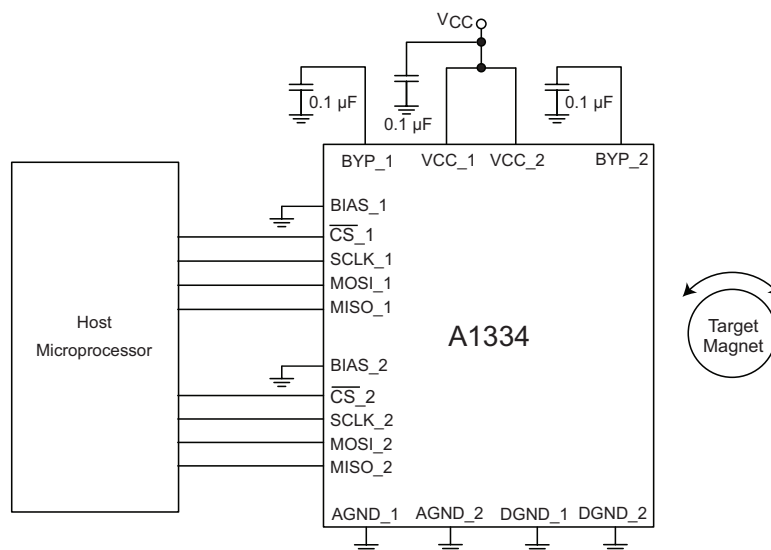 VCC
0.1 µF
0.1 µF
0.1 µF
BYP_1 VCC_1 VCC_2 BYP_2
BIAS_1
CS_1
SCLK_1
MOSI_1
MISO_1
Host
Microprocessor
A1334
Target
Magnet
BIAS_2
CS_2
SCLK_2
MOSI_2
MISO_2
AGND_1 AGND_2 DGND_1 DGND_2